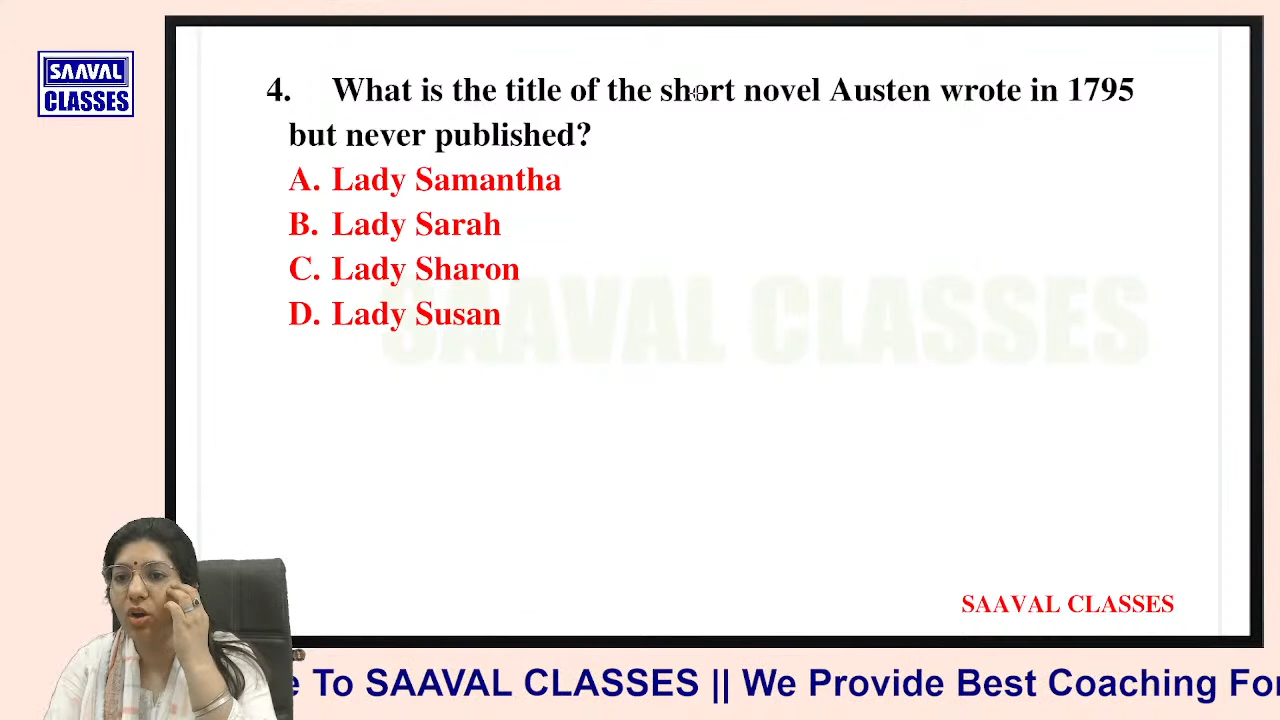 SAAVAL
CLASSES
4. What is the title of the short novel Austen wrote in 1795
but never published?
A. Lady Samantha
B. Lady Sarah
C. Lady Sharon
D. Lady Susan
SAAVAL CLASSES
SAAVAL CLASSES
e To SAAVAL CLASSES || We Provide Best Coaching For